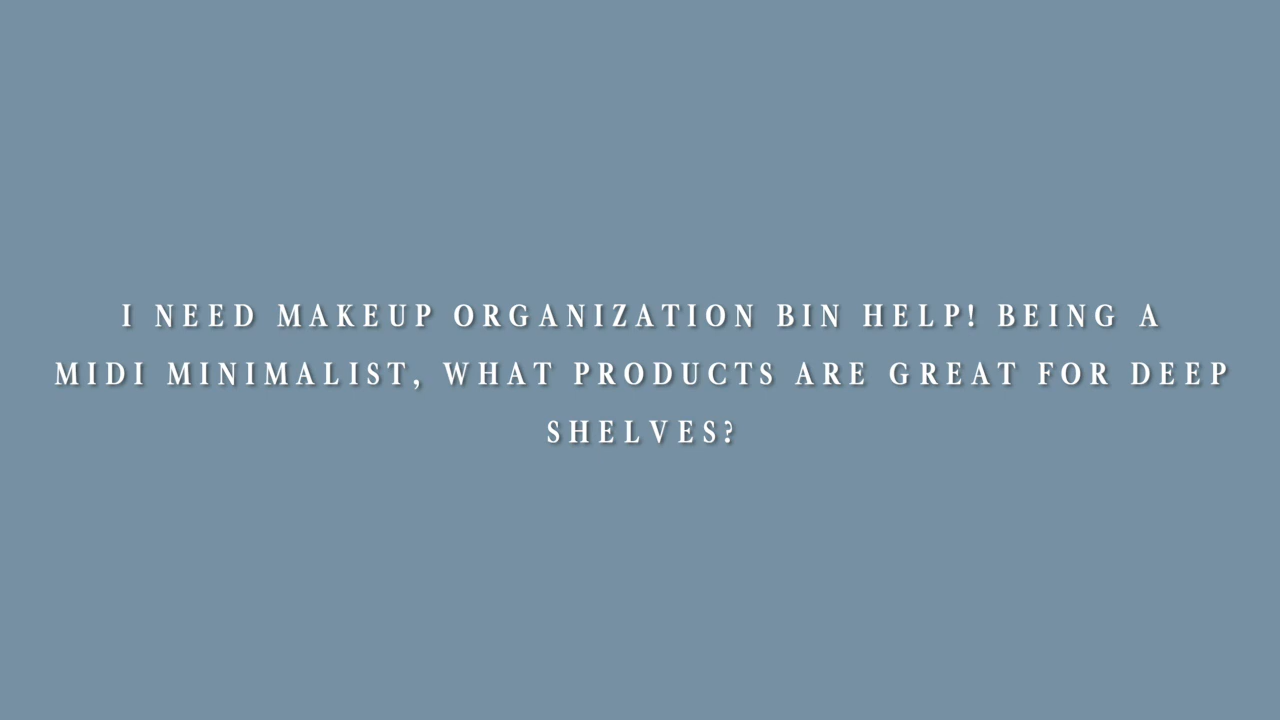 I NEED MAKEUP ORGANIZATION BIN HELP! BEING A
MIDI MINIMALIST, WHAT PRODUCTS ARE GREAT FOR DEEP
SHELVES?